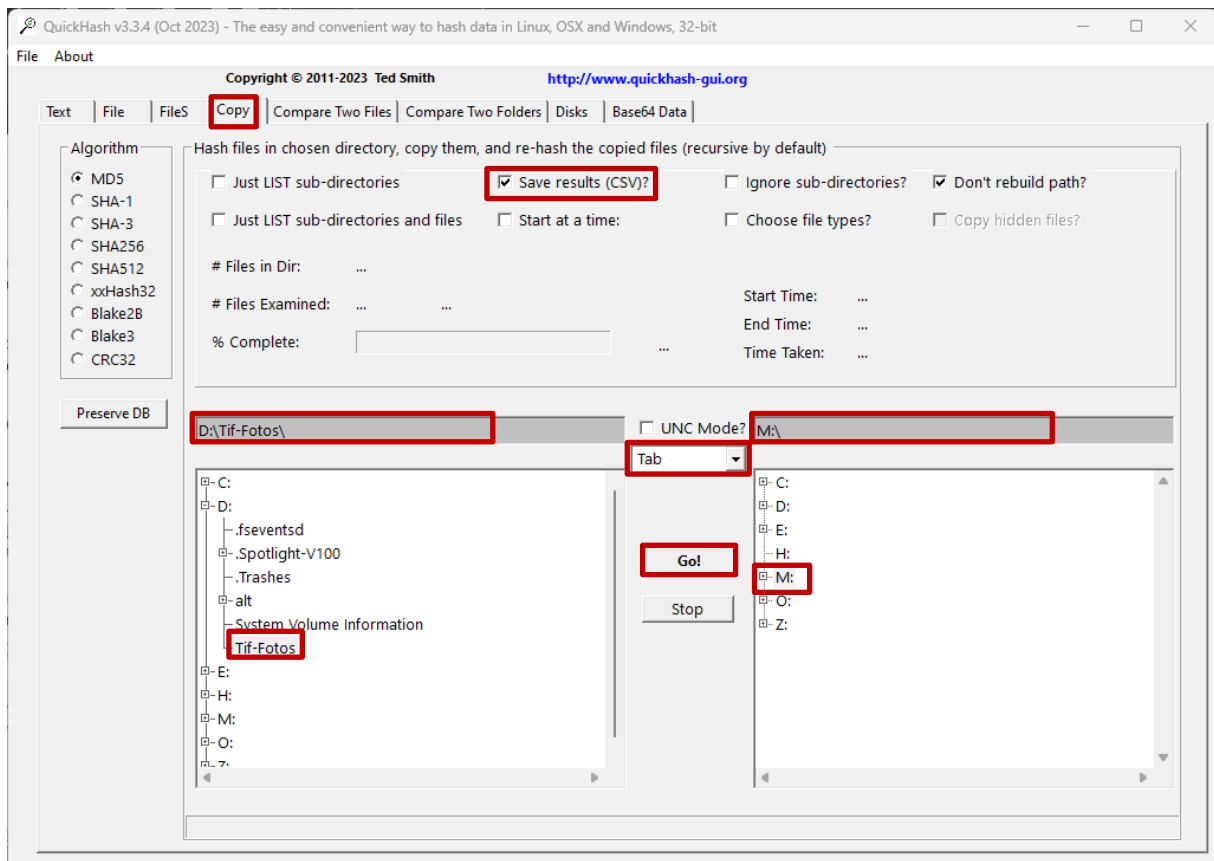 QuickHash v3.3.4 (Oct 2023) - The easy and convenient way to hash data in Linux, OSX and Windows, 32-bit
File About
Copyright © 2011-2023 Ted Smith http://www.quickhash-gui.org
Text File FileS Copy Compare Two Files Compare Two Folders Disks Base64 Data
Algorithm
MD5
SHA-1
SHA-3
SHA256
SHA512
xxHash32
Blake2B
Blake3
CRC32
Preserve DB
Hash files in chosen directory, copy them, and re-hash the copied files (recursive by default)
Just LIST sub-directories Save results (CSV)? Ignore sub-directories? Don't rebuild path?
Just LIST sub-directories and files Start at a time: Choose file types? Copy hidden files?
# Files in Dir: ...
# Files Examined: ... ...
% Complete: ...
Start Time: ...
End Time: ...
Time Taken: ...
D:\Tif-Fotos\ UNC Mode? M:\
Tab
C:
D:
.fseventsd
.Spotlight-V100
.Trashes
alt
System Volume Information
Tif-Fotos
E:
H:
M:
O:
Z:
Go!
Stop
C:
D:
E:
H:
M:
O:
Z: